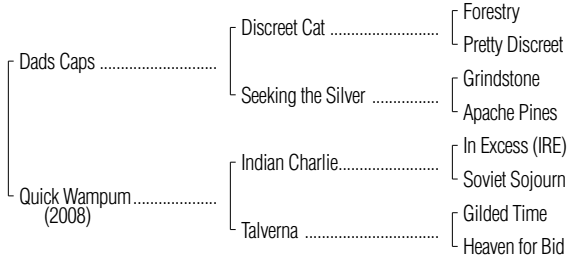 Forestry
Discreet Cat ........................
Pretty Discreet
Dads Caps ..........................
Grindstone
Seeking the Silver ...............
Apache Pines
In Excess (IRE)
Indian Charlie.......................
Soviet Sojourn
Quick Wampum..................
(2008)
Gilded Time
Talverna ..............................
Heaven for Bid